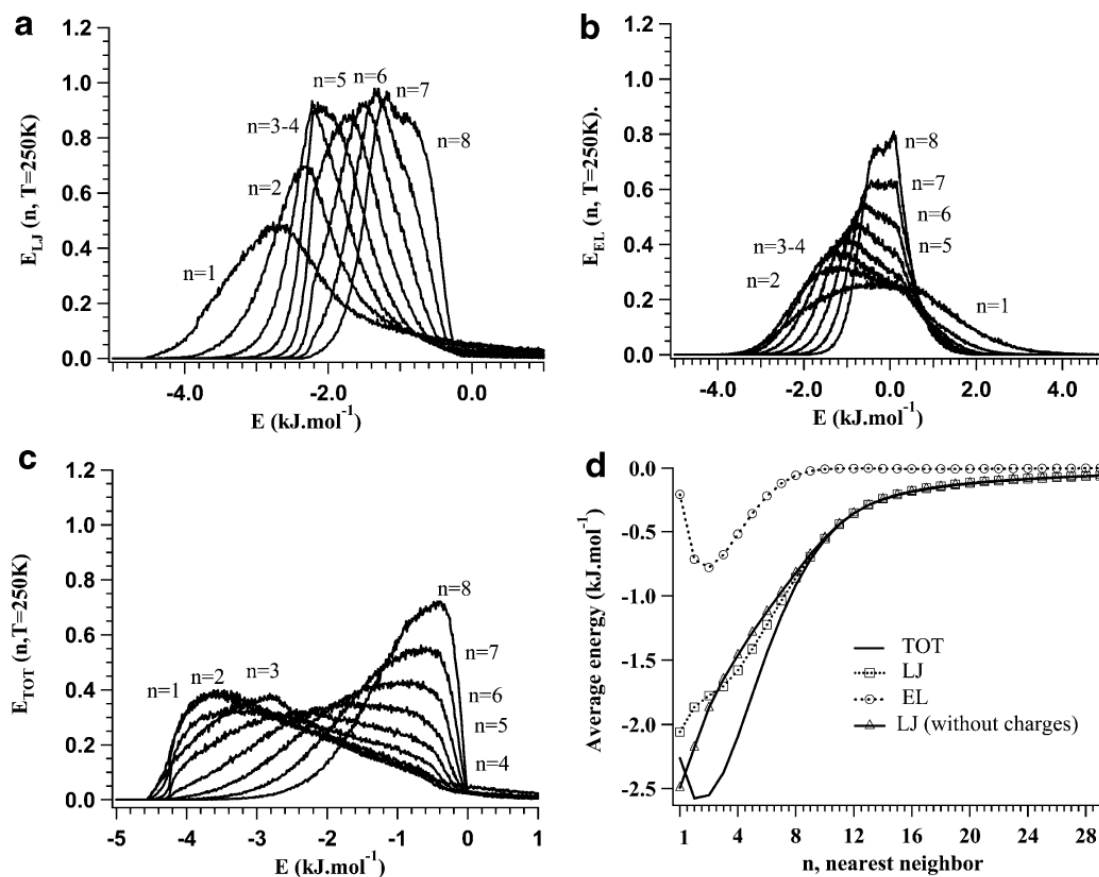 a
E_LJ (n, T=250K)
1.2
1.0
0.8
0.6
0.4
0.2
0.0
n=1
n=2
n=3-4
n=5
n=6
n=7
n=8
-4.0 -2.0 0.0
E (kJ.mol⁻¹)
b
E_EL (n, T=250K).
1.2
1.0
0.8
0.6
0.4
0.2
0.0
n=8
n=7
n=6
n=5
n=3-4
n=2
n=1
-4.0 -2.0 0.0 2.0 4.0
E (kJ.mol⁻¹)
c
E_TOT (n,T=250K)
1.2
1.0
0.8
0.6
0.4
0.2
0.0
n=1
n=2
n=3
n=8
n=7
n=6
n=5
n=4
-5 -4 -3 -2 -1 0 1
E (kJ.mol⁻¹)
d
Average energy (kJ.mol⁻¹)
0.0
-0.5
-1.0
-1.5
-2.0
-2.5
TOT
LJ
EL
LJ (without charges)
1 4 8 12 16 20 24 28
n, nearest neighbor